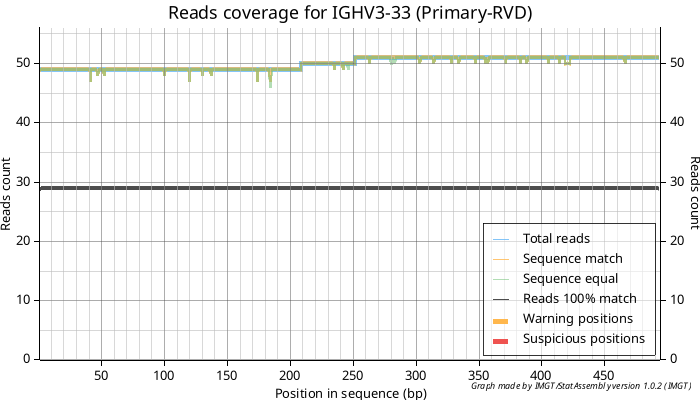 Reads coverage for IGHV3-33 (Primary-RVD)
50 50
40 40
30 30
20 20
10 10
0 0
Reads count
Reads count
Total reads
Sequence match
Sequence equal
Reads 100% match
Warning positions
Suspicious positions
50 100 150 200 250 300 350 400 450
Position in sequence (bp)
Graph made by IMGT/StatAssembly version 1.0.2 (IMGT)